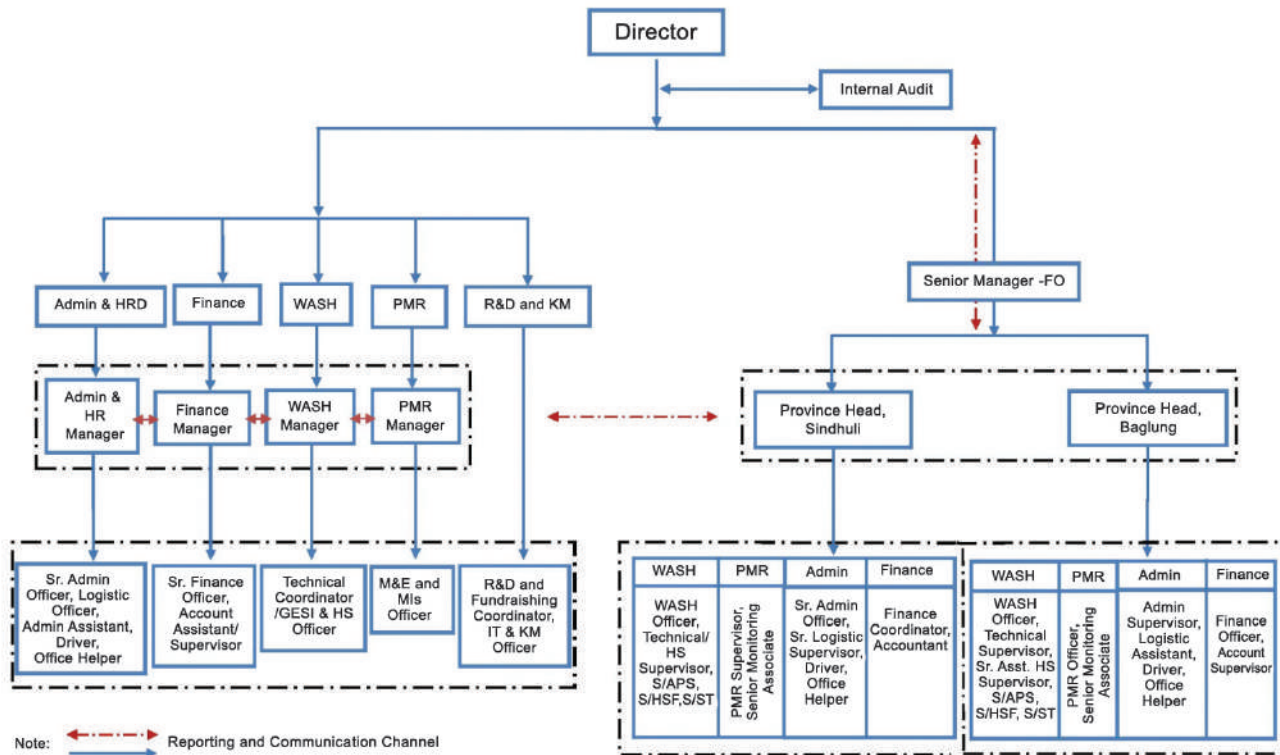 Director
Internal Audit
Senior Manager -FO
Admin & HRD
Finance
WASH
PMR
R&D and KM
Admin &
HR
Manager
Finance
Manager
WASH
Manager
PMR
Manager
Province Head,
Sindhuli
Province Head,
Baglung
Sr. Admin
Officer, Logistic
Officer,
Admin Assistant,
Driver,
Office Helper
Sr. Finance
Officer,
Account
Assistant/
Supervisor
Technical
Coordinator
/GESI & HS
Officer
M&E and
MIs
Officer
R&D and
Fundraishing
Coordinator,
IT & KM
Officer
WASH
PMR
Admin
Finance
WASH
Officer,
Technical/
HS
Supervisor,
S/APS,
S/HSF,S/ST
PMR Supervisor,
Senior Monitoring
Associate
Sr. Admin
Officer,
Sr. Logistic
Supervisor,
Driver,
Office
Helper
Finance
Coordinator,
Accountant
WASH
PMR
Admin
Finance
WASH
Officer,
Technical
Supervisor,
Sr. Asst. HS
Supervisor,
S/APS,
S/HSF, S/ST
PMR Officer,
Senior Monitoring
Associate
Admin
Supervisor,
Logistic
Assistant,
Driver,
Office
Helper
Finance
Officer,
Account
Supervisor
Note:
Reporting and Communication Channel